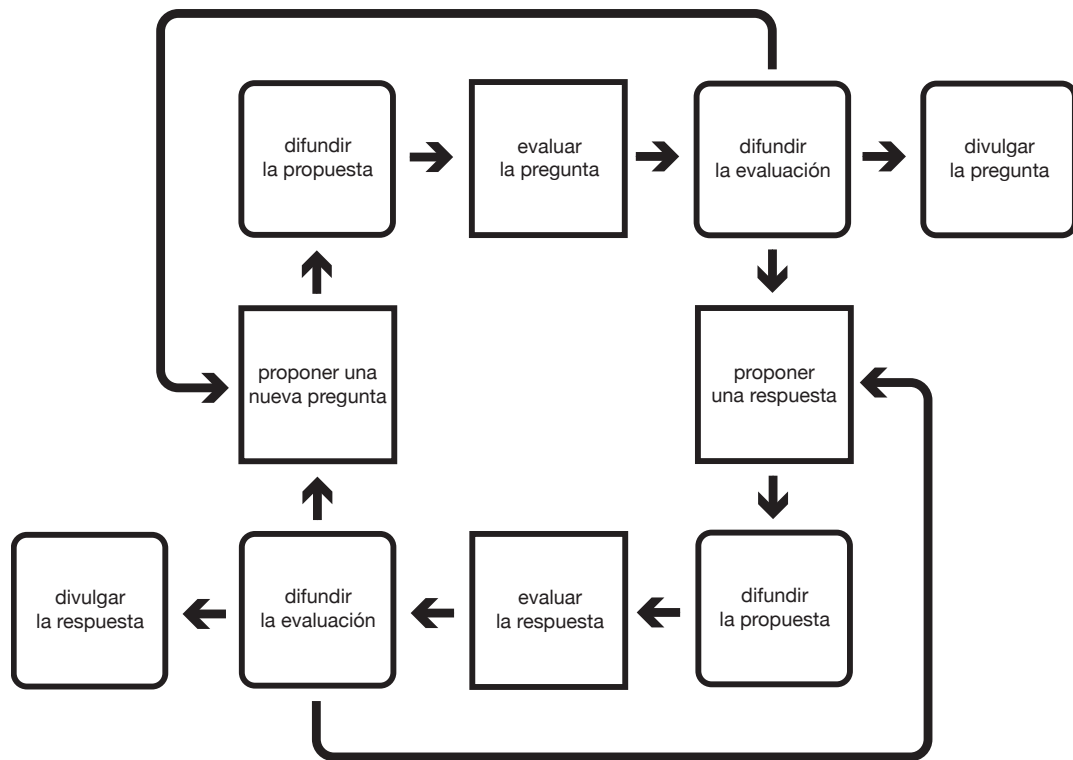 difundir
la propuesta
evaluar
la pregunta
difundir
la evaluación
divulgar
la pregunta
proponer una
nueva pregunta
proponer
una respuesta
divulgar
la respuesta
difundir
la evaluación
evaluar
la respuesta
difundir
la propuesta